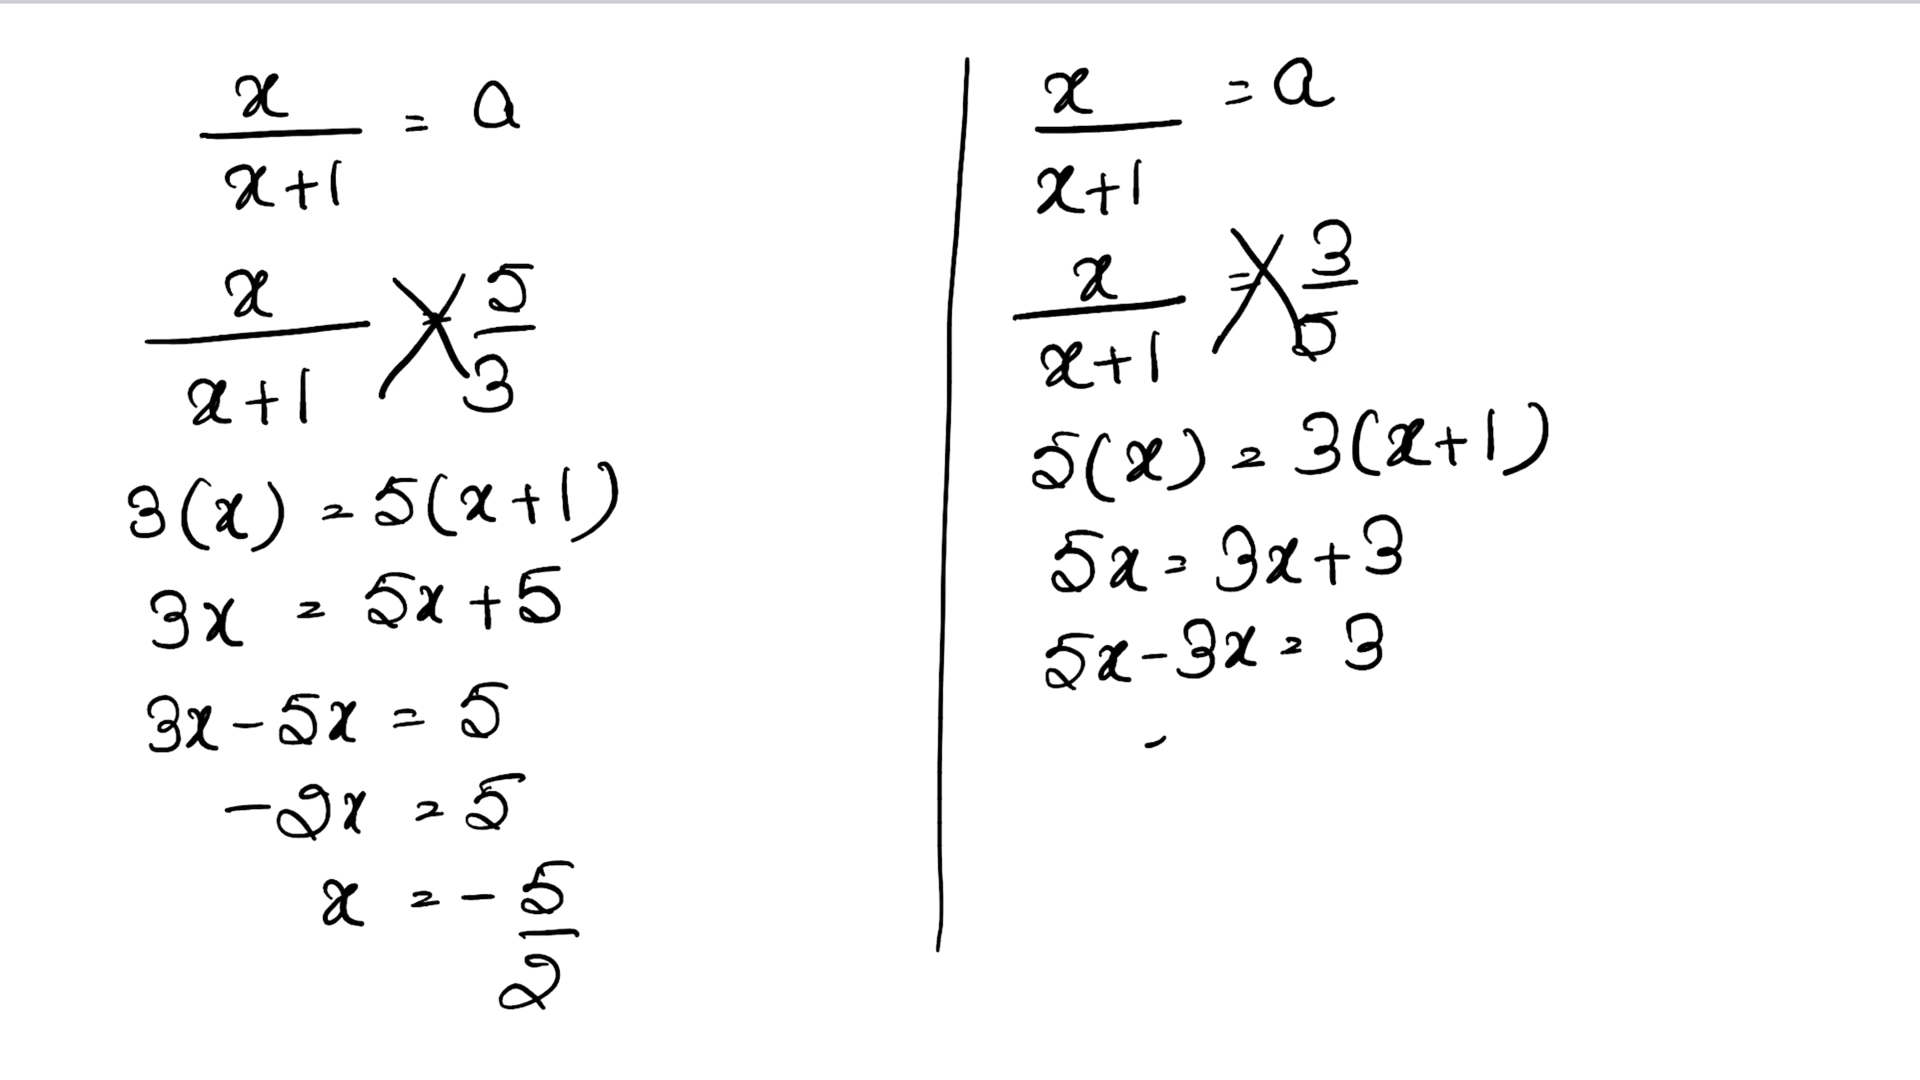 x/(x+1) = a
x/(x+1) = 5/3
3(x) = 5(x+1)
3x = 5x+5
3x-5x = 5
-2x = 5
x = -5/2
x/(x+1) = a
x/(x+1) = 3/5
5(x) = 3(x+1)
5x = 3x+3
5x-3x = 3
-